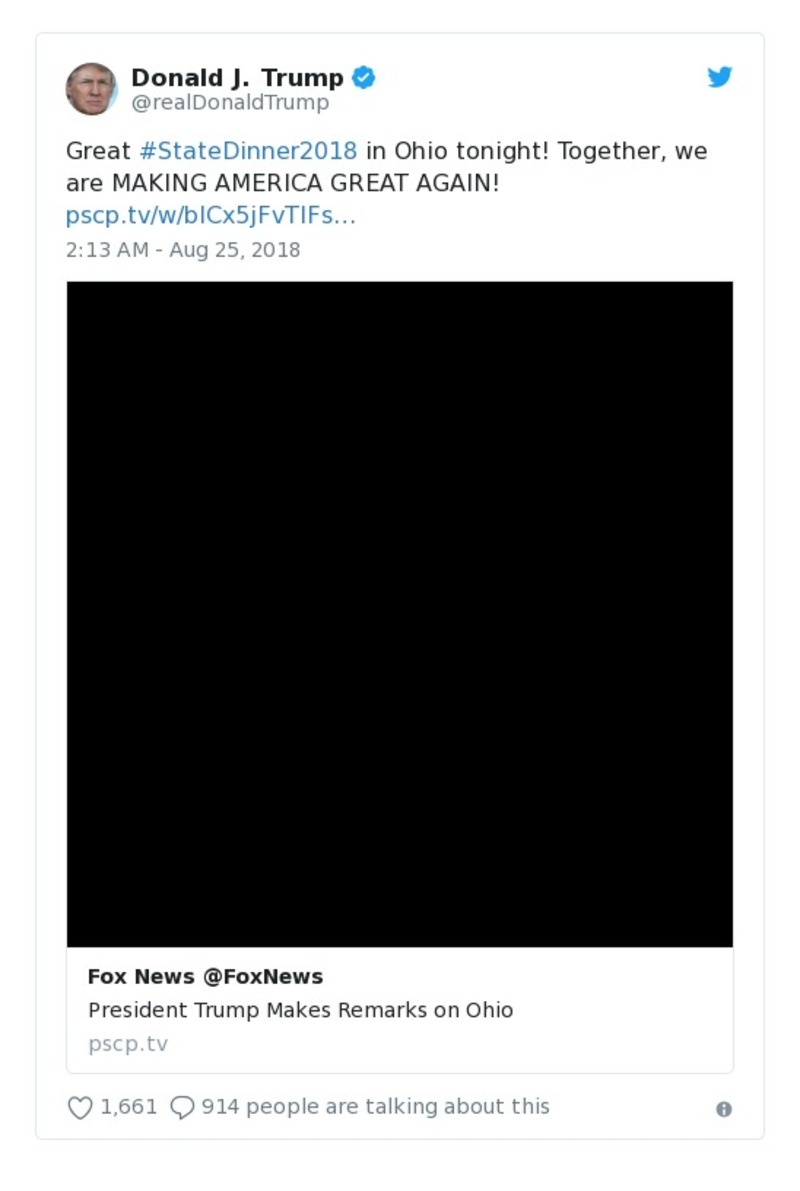 Donald J. Trump
@realDonaldTrump
Great #StateDinner2018 in Ohio tonight! Together, we
are MAKING AMERICA GREAT AGAIN!
pscp.tv/w/blCx5jFvTlFs…
2:13 AM - Aug 25, 2018
Fox News @FoxNews
President Trump Makes Remarks on Ohio
pscp.tv
1,661 914 people are talking about this